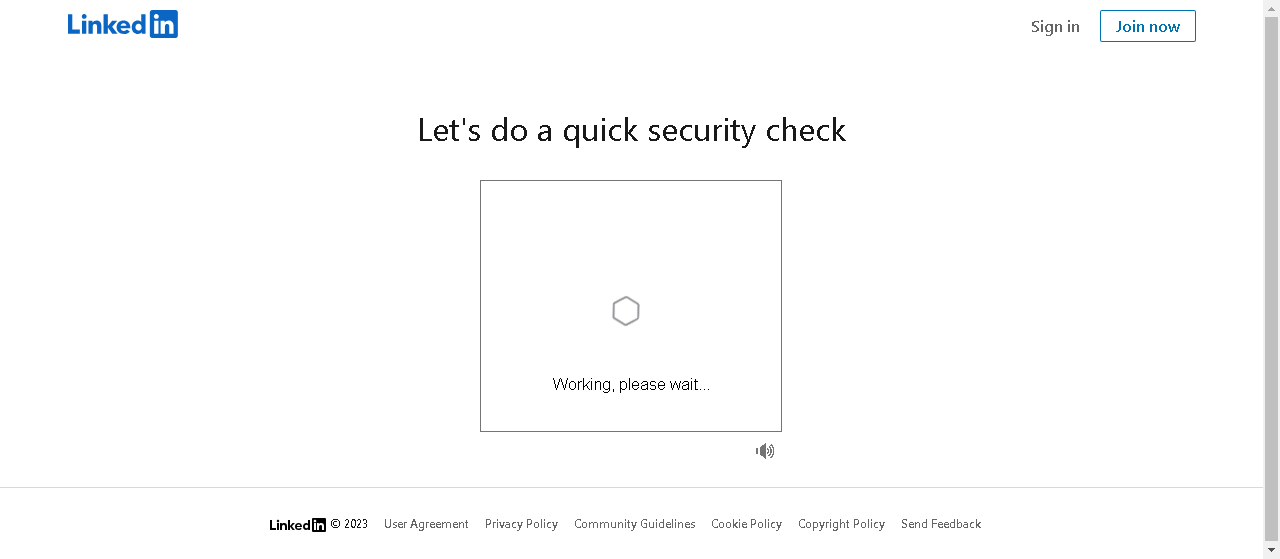 LinkedIn
Sign in
Join now
Let's do a quick security check
Working, please wait...
LinkedIn © 2023 User Agreement Privacy Policy Community Guidelines Cookie Policy Copyright Policy Send Feedback